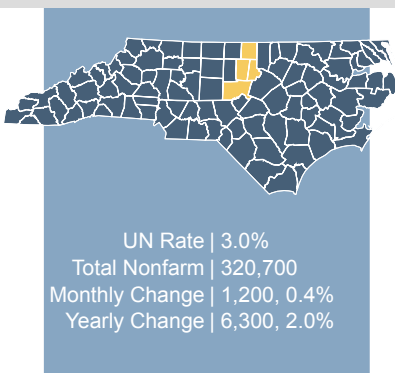 UN Rate | 3.0%
Total Nonfarm | 320,700
Monthly Change | 1,200, 0.4%
Yearly Change | 6,300, 2.0%